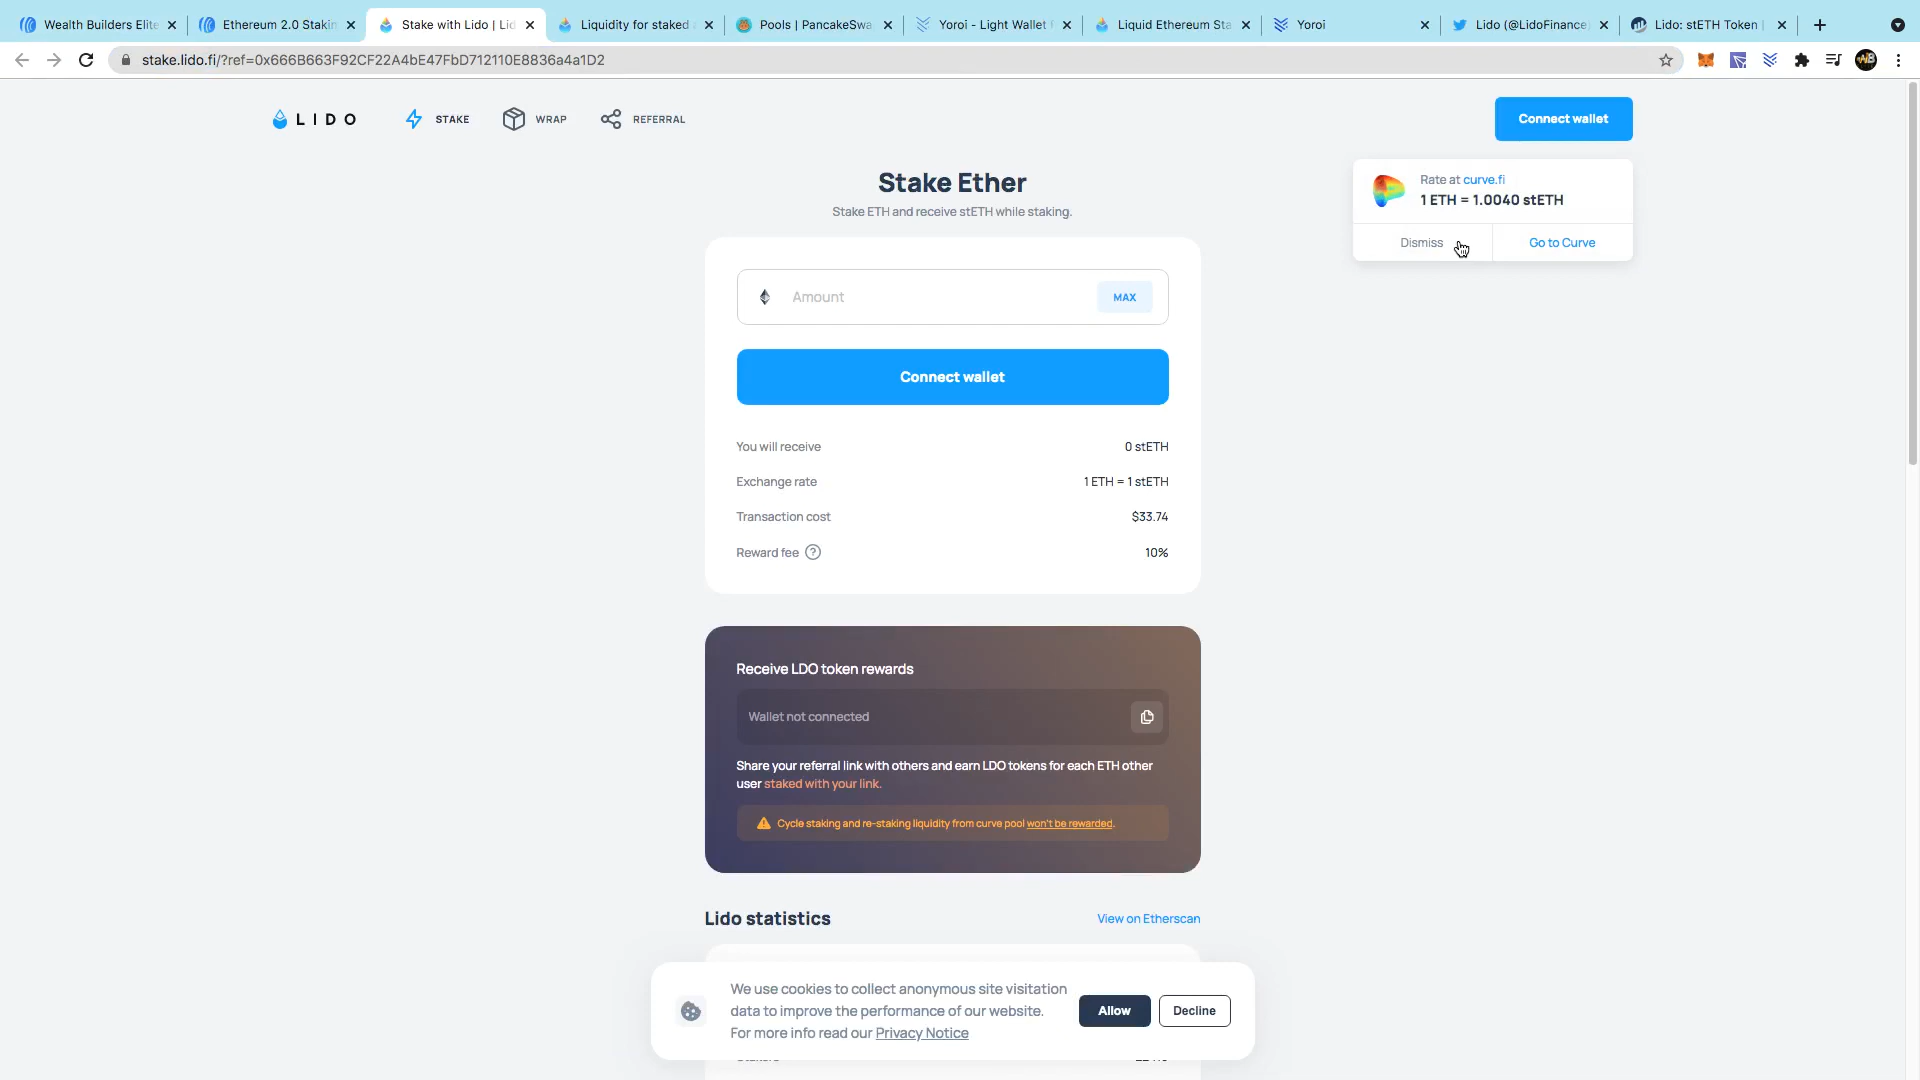 Wealth Builders Elite
Ethereum 2.0 Stakin
Stake with Lido | Lid
Liquidity for staked
Pools | PancakeSwa
Yoroi - Light Wallet
Liquid Ethereum Sta
Yoroi
Lido (@LidoFinance
Lido: stETH Token
stake.lido.fi/?ref=0x666B663F92CF22A4bE47FbD712110E8836a4a1D2
LIDO
STAKE
WRAP
REFERRAL
Connect wallet
Rate at curve.fi
1 ETH = 1.0040 stETH
Dismiss
Go to Curve
Stake Ether
Stake ETH and receive stETH while staking.
Amount
MAX
Connect wallet
You will receive
0 stETH
Exchange rate
1 ETH = 1 stETH
Transaction cost
$33.74
Reward fee ?
10%
Receive LDO token rewards
Wallet not connected
Share your referral link with others and earn LDO tokens for each ETH other
user staked with your link.
Cycle staking and re-staking liquidity from curve pool won't be rewarded.
Lido statistics
View on Etherscan
We use cookies to collect anonymous site visitation
data to improve the performance of our website.
For more info read our Privacy Notice
Allow
Decline